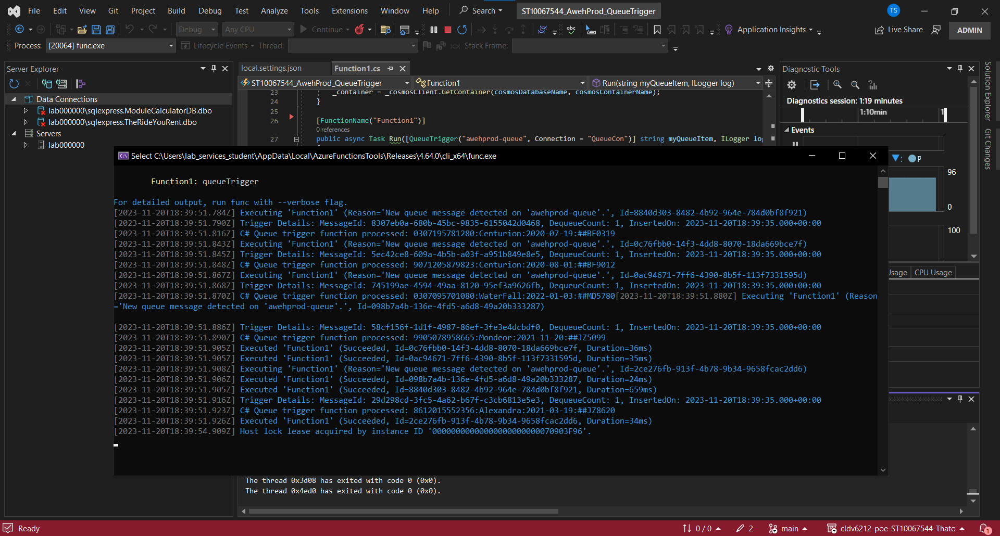 File Edit View Git Project Build Debug Test Analyze Tools Extensions Window Help Search ST10067544_AwehProd_QueueTrigger TS
Debug Any CPU Continue Application Insights Live Share ADMIN
Process: [20064] func.exe Lifecycle Events Thread: Stack Frame:
Server Explorer
Data Connections
lab000000\sqlexpress.ModuleCalculatorDB.dbo
lab000000\sqlexpress.TheRideYouRent.dbo
Servers
lab000000
local.settings.json Function1.cs
ST10067544_AwehProd_QueueTrigger Function1 Run(string myQueueItem, ILogger log)
23 _container = _cosmosClient.GetContainer(cosmosDatabaseName, cosmosContainerName);
24 }
25
26 [FunctionName("Function1")]
0 references
27 public async Task Run([QueueTrigger("awehprod-queue", Connection = "QueueCon")] string myQueueItem, ILogger log
Diagnostic Tools
Diagnostics session: 1:19 minutes
1:10min 1
Events
P
96
0
100
Usage CPU Usage
Solution Explorer
Git Changes
Select C:\Users\lab_services_student\AppData\Local\AzureFunctionsTools\Releases\4.64.0\cli_x64\func.exe
Function1: queueTrigger
For detailed output, run func with --verbose flag.
[2023-11-20T18:39:51.784Z] Executing 'Function1' (Reason='New queue message detected on 'awehprod-queue'.', Id=8840d303-8482-4b92-964e-784d0bf8f921)
[2023-11-20T18:39:51.790Z] Trigger Details: MessageId: 8307eb0a-680b-45bc-9835-6155042d0468, DequeueCount: 1, InsertedOn: 2023-11-20T18:39:35.000+00:00
[2023-11-20T18:39:51.816Z] C# Queue trigger function processed: 0307195781280:Centurion:2020-07-19:##BF0319
[2023-11-20T18:39:51.843Z] Executing 'Function1' (Reason='New queue message detected on 'awehprod-queue'.', Id=0c76fbb0-14f3-4dd8-8070-18da669bce7f)
[2023-11-20T18:39:51.845Z] Trigger Details: MessageId: 5ec42ce8-609a-4b5b-a03f-a951b849e8e5, DequeueCount: 1, InsertedOn: 2023-11-20T18:39:35.000+00:00
[2023-11-20T18:39:51.848Z] C# Queue trigger function processed: 9071205879823:Centurion:2020-08-01:##BF9012
[2023-11-20T18:39:51.867Z] Executing 'Function1' (Reason='New queue message detected on 'awehprod-queue'.', Id=0ac94671-7ff6-4390-8b5f-113f7331595d)
[2023-11-20T18:39:51.868Z] Trigger Details: MessageId: 745199ae-4594-49aa-8120-95ef3a9626fb, DequeueCount: 1, InsertedOn: 2023-11-20T18:39:35.000+00:00
[2023-11-20T18:39:51.870Z] C# Queue trigger function processed: 0307095701080:WaterFall:2022-01-03:##MD5780[2023-11-20T18:39:51.880Z] Executing 'Function1' (Reason
='New queue message detected on 'awehprod-queue'.', Id=098b7a4b-136e-4fd5-a6d8-49a20b333287)
[2023-11-20T18:39:51.886Z] Trigger Details: MessageId: 58cf156f-1d1f-4987-86ef-3fe3e4dcbdf0, DequeueCount: 1, InsertedOn: 2023-11-20T18:39:35.000+00:00
[2023-11-20T18:39:51.890Z] C# Queue trigger function processed: 9905078958665:Mondeor:2021-11-20:##JZ5099
[2023-11-20T18:39:51.905Z] Executed 'Function1' (Succeeded, Id=0c76fbb0-14f3-4dd8-8070-18da669bce7f, Duration=36ms)
[2023-11-20T18:39:51.905Z] Executed 'Function1' (Succeeded, Id=0ac94671-7ff6-4390-8b5f-113f7331595d, Duration=35ms)
[2023-11-20T18:39:51.908Z] Executing 'Function1' (Reason='New queue message detected on 'awehprod-queue'.', Id=2ce276fb-913f-4b78-9b34-9658fcac2dd6)
[2023-11-20T18:39:51.906Z] Executed 'Function1' (Succeeded, Id=098b7a4b-136e-4fd5-a6d8-49a20b333287, Duration=24ms)
[2023-11-20T18:39:51.905Z] Executed 'Function1' (Succeeded, Id=8840d303-8482-4b92-964e-784d0bf8f921, Duration=659ms)
[2023-11-20T18:39:51.916Z] Trigger Details: MessageId: 29d298cd-3fc5-4a62-b67f-c3cb6813e5e3, DequeueCount: 1, InsertedOn: 2023-11-20T18:39:35.000+00:00
[2023-11-20T18:39:51.923Z] C# Queue trigger function processed: 8612015552356:Alexandra:2021-03-19:##JZ8620
[2023-11-20T18:39:51.926Z] Executed 'Function1' (Succeeded, Id=2ce276fb-913f-4b78-9b34-9658fcac2dd6, Duration=34ms)
[2023-11-20T18:39:54.909Z] Host lock lease acquired by instance ID '00000000000000000000000070903F96'.
The thread 0x3d08 has exited with code 0 (0x0).
The thread 0x4ed0 has exited with code 0 (0x0).
Ready 0 / 0 2 main cldv6212-poe-ST10067544-Thato 1